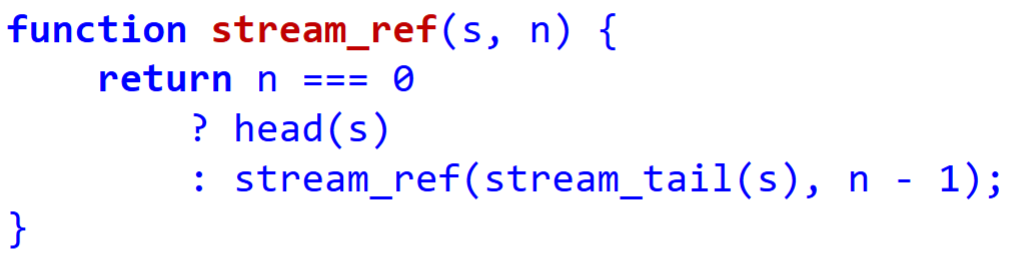 function stream_ref(s, n) {
    return n === 0
        ? head(s)
        : stream_ref(stream_tail(s), n - 1);
}